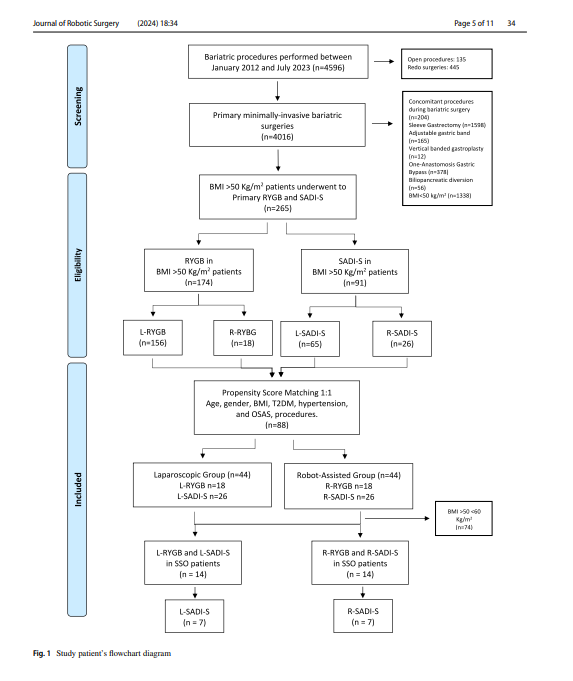 Journal of Robotic Surgery (2024) 18:34
Page 5 of 11 34
Screening
Bariatric procedures performed between
January 2012 and July 2023 (n=4596)
Open procedures: 135
Redo surgeries: 445
Primary minimally-invasive bariatric
surgeries
(n=4016)
Concomitant procedures
during bariatric surgery
(n=204)
Sleeve Gastrectomy (n=1598)
Adjustable gastric band
(n=165)
Vertical banded gastroplasty
(n=12)
One-Anastomosis Gastric
Bypass (n=378)
Biliopancreatic diversion
(n=56)
BMI<50 kg/m² (n=1338)
Eligibility
BMI >50 Kg/m² patients underwent to
Primary RYGB and SADI-S
(n=265)
RYGB in
BMI >50 Kg/m² patients
(n=174)
SADI-S in
BMI >50 Kg/m² patients
(n=91)
L-RYGB
(n=156)
R-RYBG
(n=18)
L-SADI-S
(n=65)
R-SADI-S
(n=26)
Included
Propensity Score Matching 1:1
Age, gender, BMI, T2DM, hypertension,
and OSAS, procedures.
(n=88)
Laparoscopic Group (n=44)
L-RYGB n=18
L-SADI-S n=26
Robot-Assisted Group (n=44)
R-RYGB n=18
R-SADI-S n=26
BMI >50 <60
Kg/m²
(n=74)
L-RYGB and L-SADI-S
in SSO patients
(n = 14)
R-RYGB and R-SADI-S
in SSO patients
(n = 14)
L-SADI-S
(n = 7)
R-SADI-S
(n = 7)
Fig. 1 Study patient's flowchart diagram